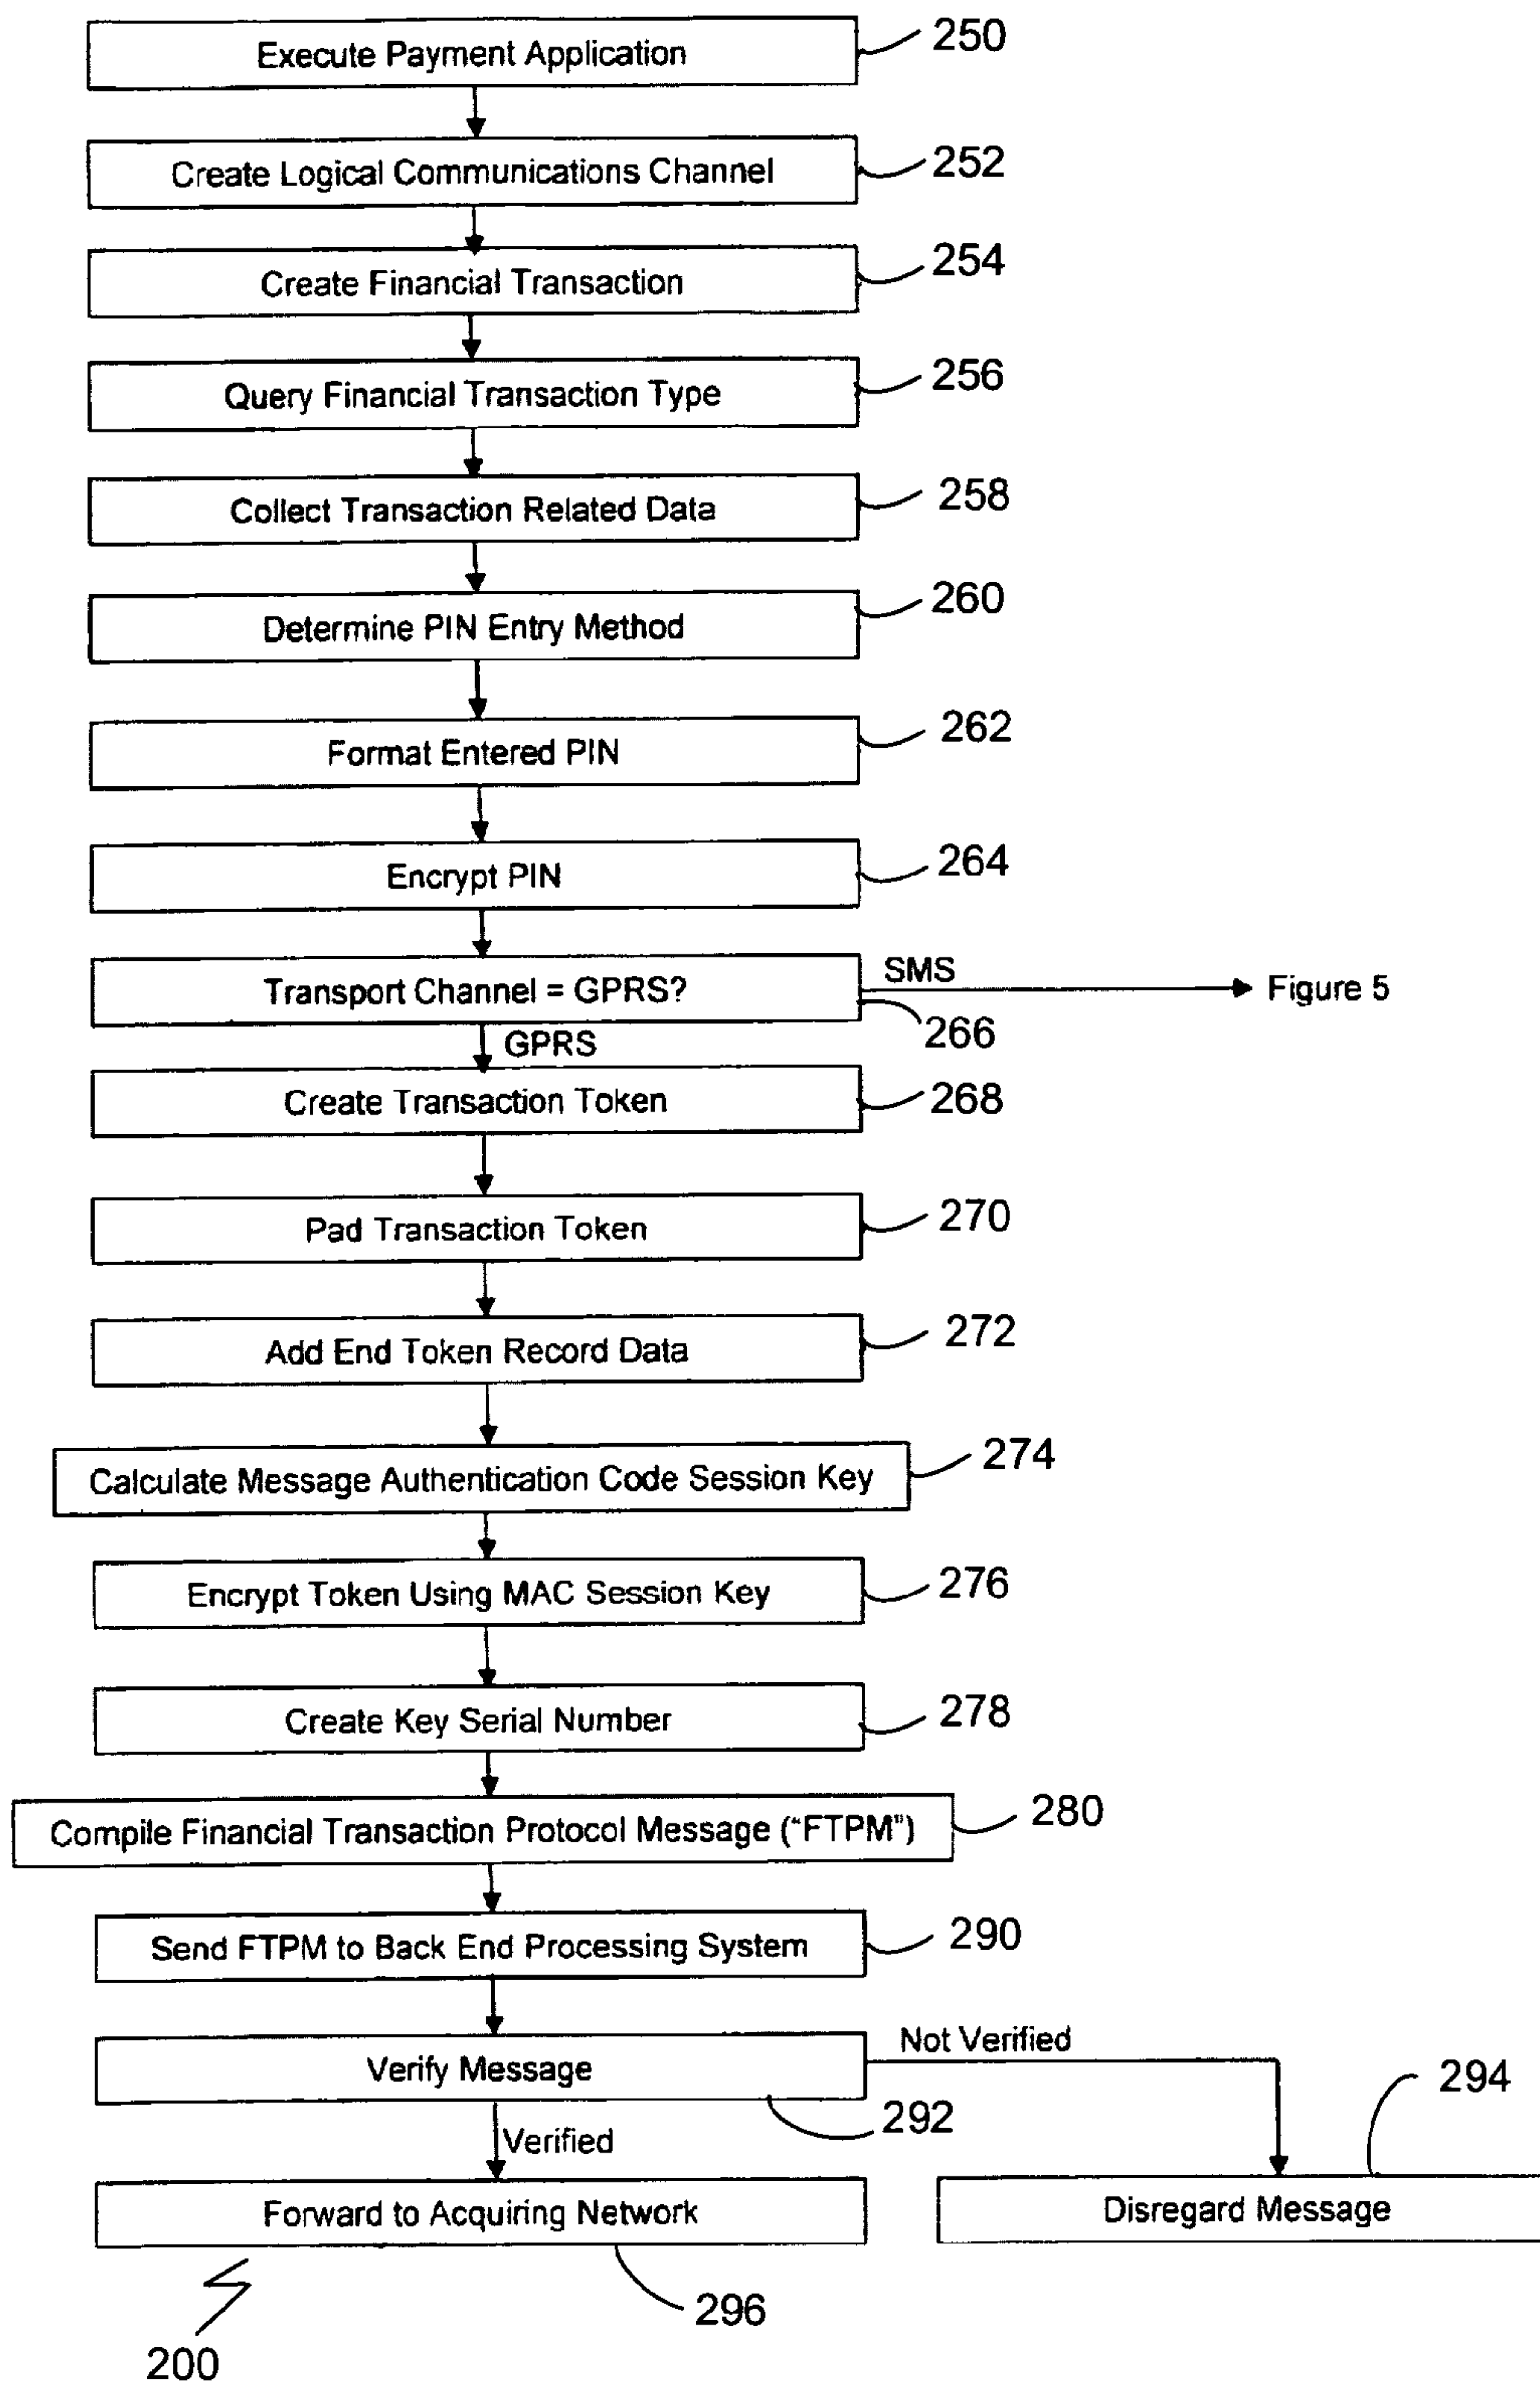 Execute Payment Application
250
Create Logical Communications Channel
252
Create Financial Transaction
254
Query Financial Transaction Type
256
Collect Transaction Related Data
258
Determine PIN Entry Method
260
Format Entered PIN
262
Encrypt PIN
264
Transport Channel = GPRS?
SMS
Figure 5
266
GPRS
Create Transaction Token
268
Pad Transaction Token
270
Add End Token Record Data
272
Calculate Message Authentication Code Session Key
274
Encrypt Token Using MAC Session Key
276
Create Key Serial Number
278
Compile Financial Transaction Protocol Message ("FTPM")
280
Send FTPM to Back End Processing System
290
Verify Message
Not Verified
292
294
Verified
Forward to Acquiring Network
Disregard Message
296
200